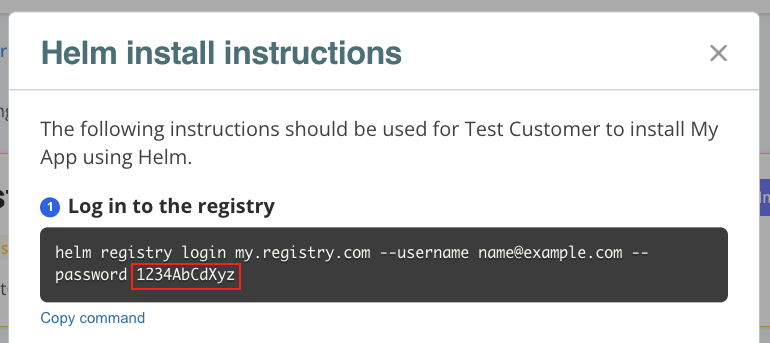 Helm install instructions
The following instructions should be used for Test Customer to install My
App using Helm.
1 Log in to the registry
helm registry login my.registry.com --username name@example.com --
password 1234AbCdXyz
Copy command